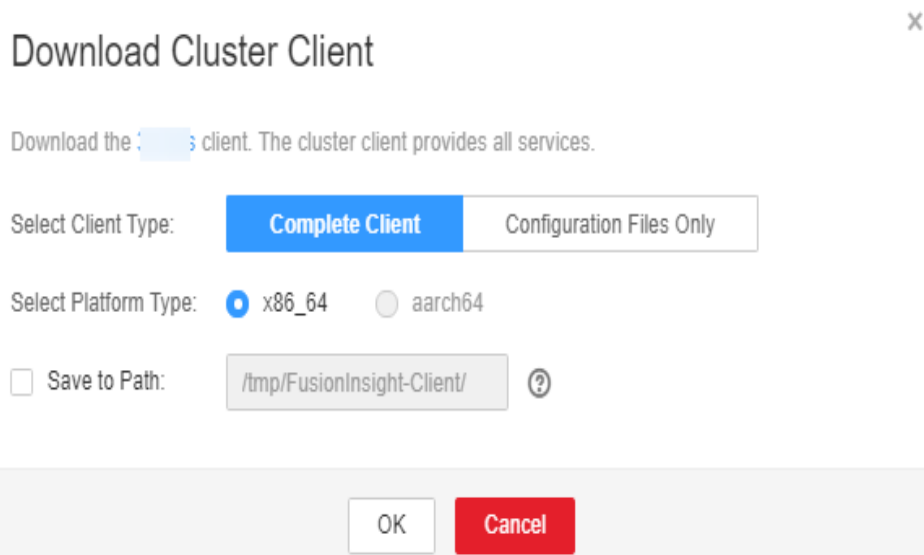 x
Download Cluster Client
Download the client. The cluster client provides all services.
Select Client Type: Complete Client Configuration Files Only
Select Platform Type: x86_64 aarch64
Save to Path: /tmp/FusionInsight-Client/ ?
OK Cancel